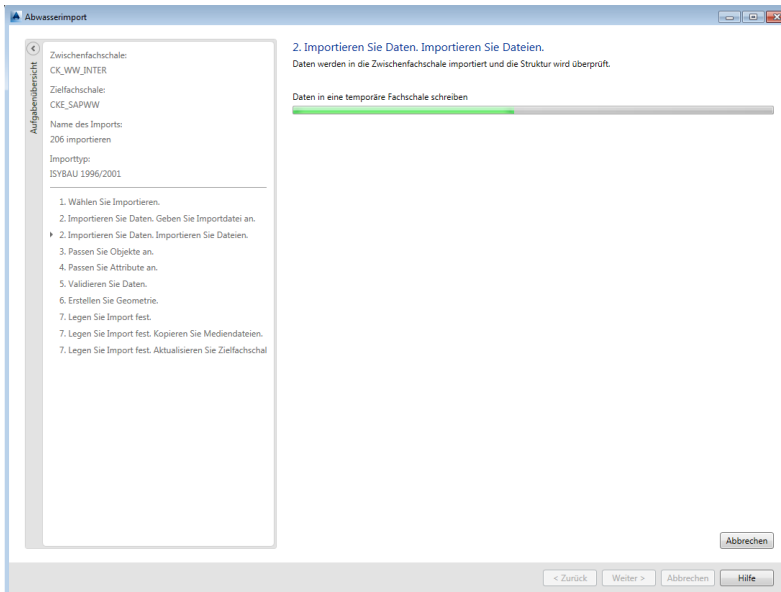 Abwasserimport
Aufgabenübersicht
Zwischenfachschale:
CK_WW_INTER
Zielfachschale:
CKE_SAPWW
Name des Imports:
206 importieren
Importtyp:
ISYBAU 1996/2001
1. Wählen Sie Importieren.
2. Importieren Sie Daten. Geben Sie Importdatei an.
2. Importieren Sie Daten. Importieren Sie Dateien.
3. Passen Sie Objekte an.
4. Passen Sie Attribute an.
5. Validieren Sie Daten.
6. Erstellen Sie Geometrie.
7. Legen Sie Import fest.
7. Legen Sie Import fest. Kopieren Sie Mediendateien.
7. Legen Sie Import fest. Aktualisieren Sie Zielfachschal
2. Importieren Sie Daten. Importieren Sie Dateien.
Daten werden in die Zwischenfachschale importiert und die Struktur wird überprüft.
Daten in eine temporäre Fachschale schreiben
Abbrechen
< Zurück Weiter > Abbrechen Hilfe